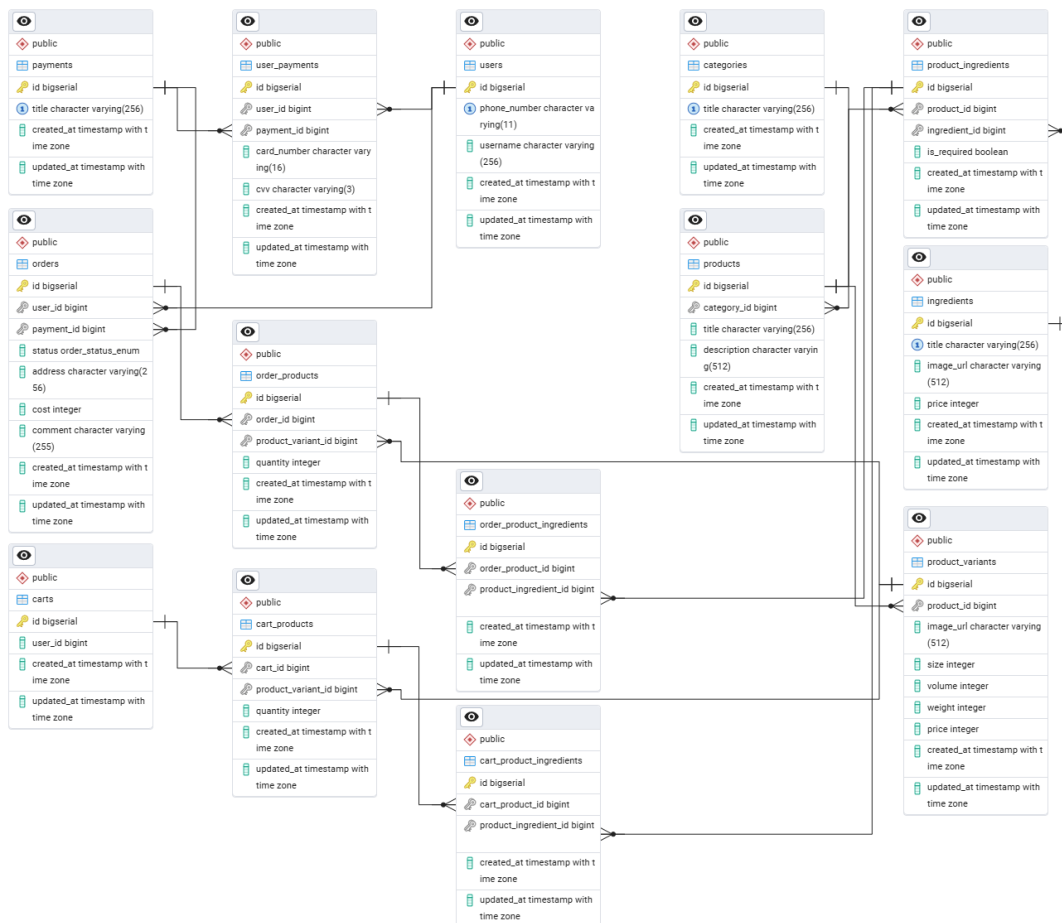 public
payments
id bigserial
title character varying(256)
created_at timestamp with t
ime zone
updated_at timestamp with
time zone
public
user_payments
id bigserial
user_id bigint
payment_id bigint
card_number character vary
ing(16)
cvv character varying(3)
created_at timestamp with t
ime zone
updated_at timestamp with
time zone
public
users
id bigserial
phone_number character va
rying(11)
username character varying
(256)
created_at timestamp with t
ime zone
updated_at timestamp with
time zone
public
categories
id bigserial
title character varying(256)
created_at timestamp with t
ime zone
updated_at timestamp with
time zone
public
product_ingredients
id bigserial
product_id bigint
ingredient_id bigint
is_required boolean
created_at timestamp with t
ime zone
updated_at timestamp with
time zone
public
orders
id bigserial
user_id bigint
payment_id bigint
status order_status_enum
address character varying(2
56)
cost integer
comment character varying
(255)
created_at timestamp with t
ime zone
updated_at timestamp with
time zone
public
order_products
id bigserial
order_id bigint
product_variant_id bigint
quantity integer
created_at timestamp with t
ime zone
updated_at timestamp with
time zone
public
products
id bigserial
category_id bigint
title character varying(256)
description character varyin
g(512)
created_at timestamp with t
ime zone
updated_at timestamp with
time zone
public
ingredients
id bigserial
title character varying(256)
image_url character varying
(512)
price integer
created_at timestamp with t
ime zone
updated_at timestamp with
time zone
public
order_product_ingredients
id bigserial
order_product_id bigint
product_ingredient_id bigint
created_at timestamp with t
ime zone
updated_at timestamp with
time zone
public
product_variants
id bigserial
product_id bigint
image_url character varying
(512)
size integer
volume integer
weight integer
price integer
created_at timestamp with t
ime zone
updated_at timestamp with
time zone
public
carts
id bigserial
user_id bigint
created_at timestamp with t
ime zone
updated_at timestamp with
time zone
public
cart_products
id bigserial
cart_id bigint
product_variant_id bigint
quantity integer
created_at timestamp with t
ime zone
updated_at timestamp with
time zone
public
cart_product_ingredients
id bigserial
cart_product_id bigint
product_ingredient_id bigint
created_at timestamp with t
ime zone
updated_at timestamp with
time zone